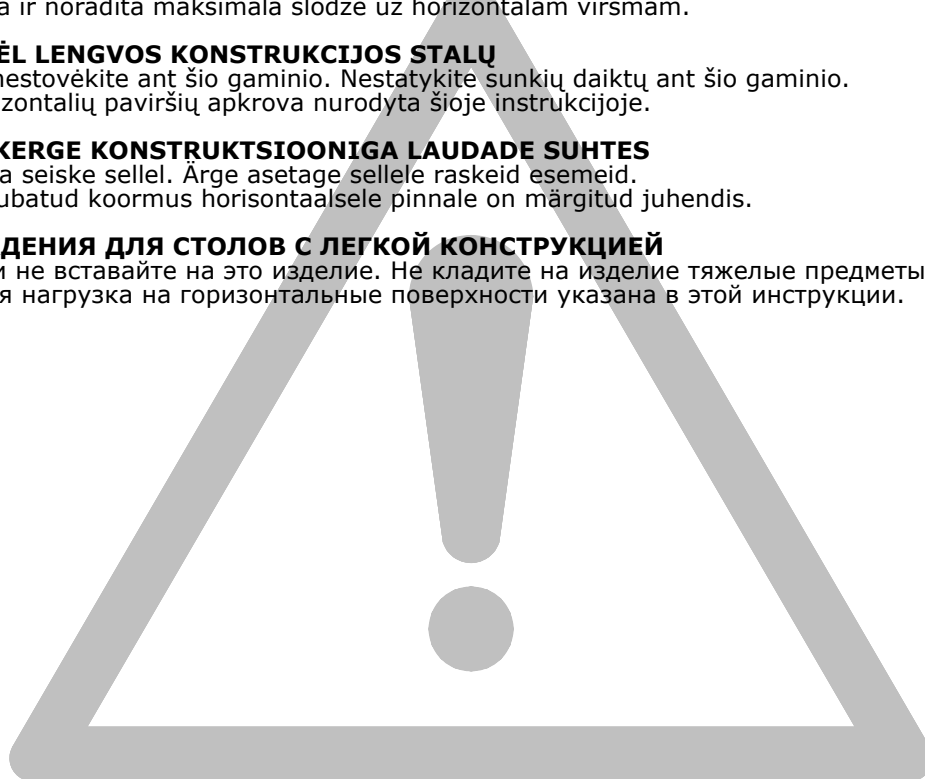 a ir norādīta maksimālā slodze uz horizontālām virsmām.
ĖL LENGVOS KONSTRUKCIJOS STALŲ
nestovėkite ant šio gaminio. Nestatykite sunkių daiktų ant šio gaminio.
zontalių paviršių apkrova nurodyta šioje instrukcijoje.
KERGE KONSTRUKTSIOONIGA LAUDADE SUHTES
a seiske sellel. Ärge asetage sellele raskeid esemeid.
ubatud koormus horisontaalsele pinnale on märgitud juhendis.
ДЕНИЯ ДЛЯ СТОЛОВ С ЛЕГКОЙ КОНСТРУКЦИЕЙ
и не вставайте на это изделие. Не кладите на изделие тяжелые предметы
я нагрузка на горизонтальные поверхности указана в этой инструкции.